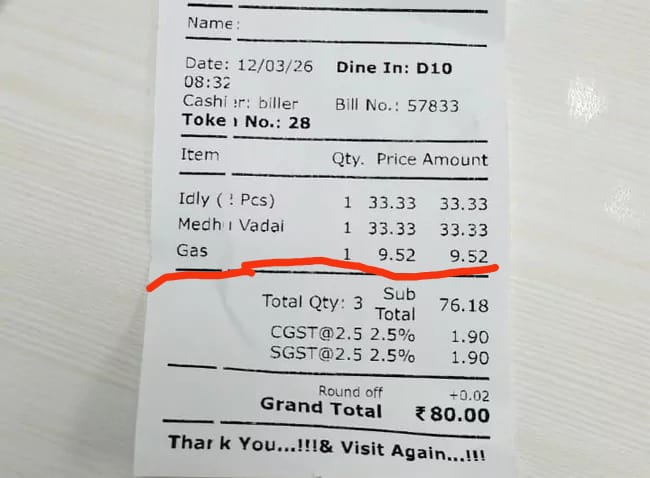 Name:
Date: 12/03/26 Dine In: D10
08:32
Cashier: biller Bill No.: 57833
Token No.: 28
Item Qty. Price Amount
Idly ( Pcs) 1 33.33 33.33
Medhu Vadai 1 33.33 33.33
Gas 1 9.52 9.52
Total Qty: 3 Sub Total 76.18
CGST@2.5 2.5% 1.90
SGST@2.5 2.5% 1.90
Round off +0.02
Grand Total ₹80.00
Thank You...!!!& Visit Again...!!!